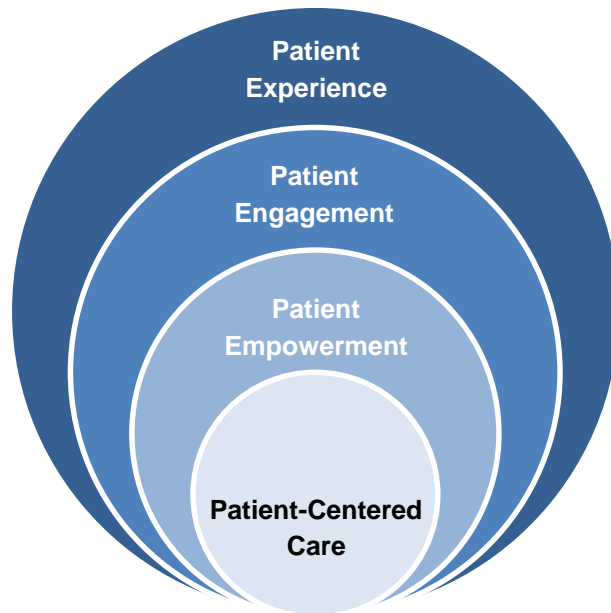 Patient
Experience
Patient
Engagement
Patient
Empowerment
Patient-Centered
Care